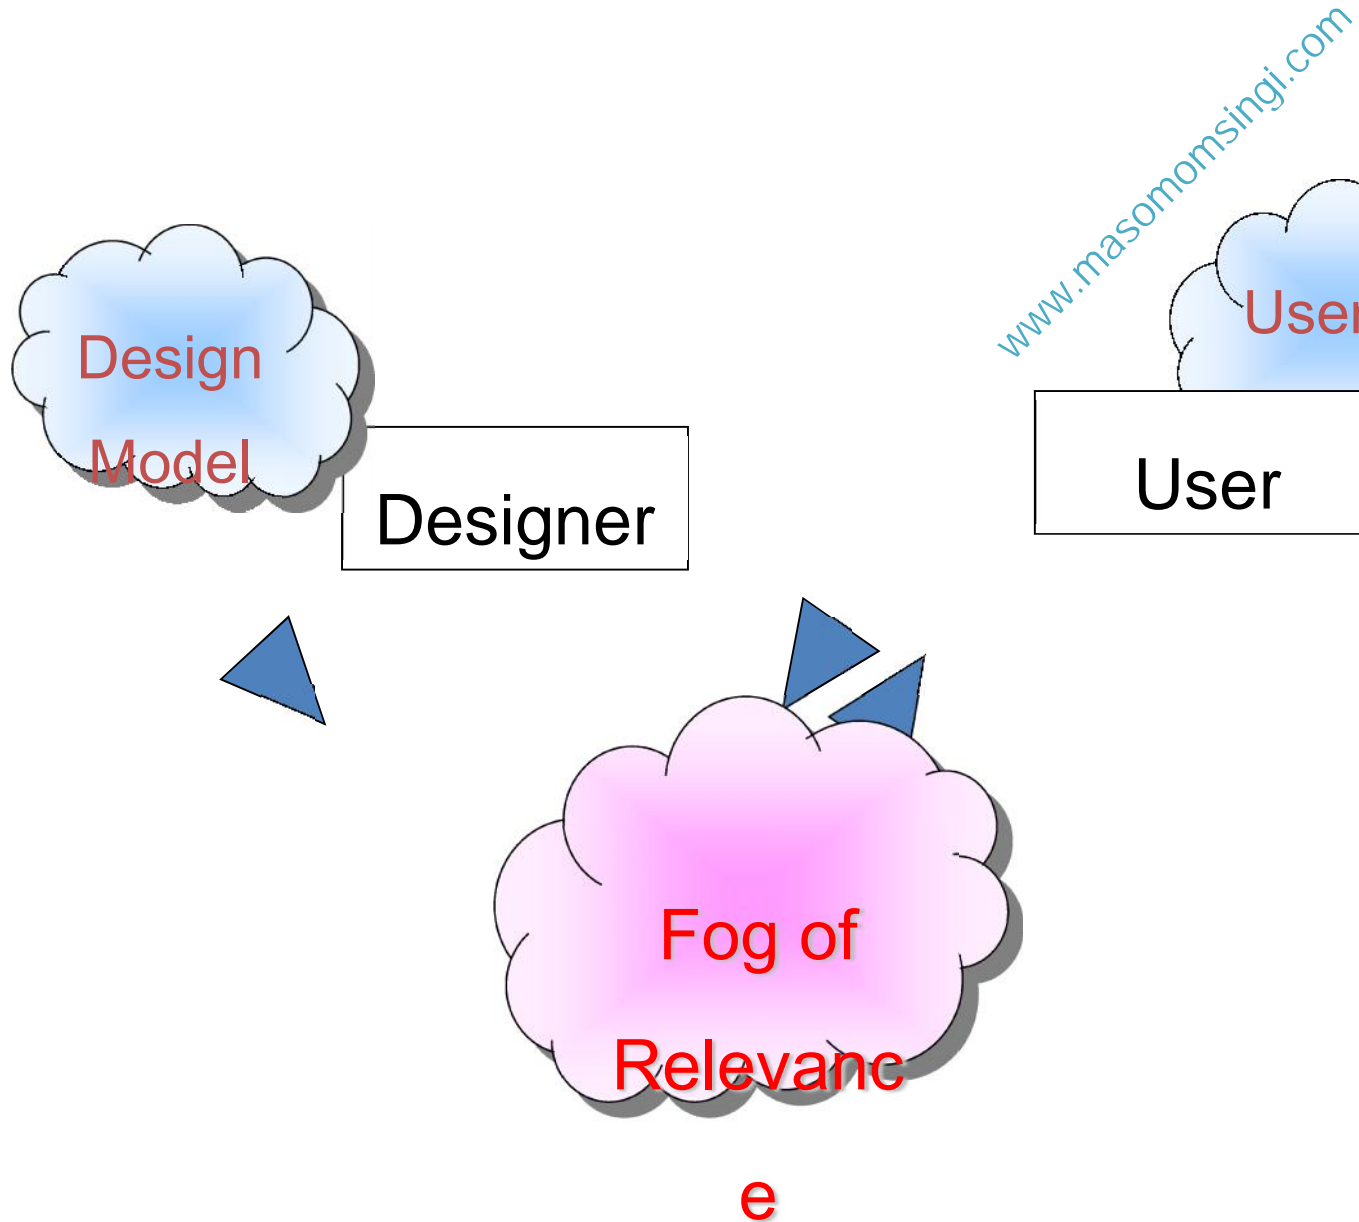 www.masomomsingi.com
Design
Model
Designer
User
User
Fog of
Relevanc
e